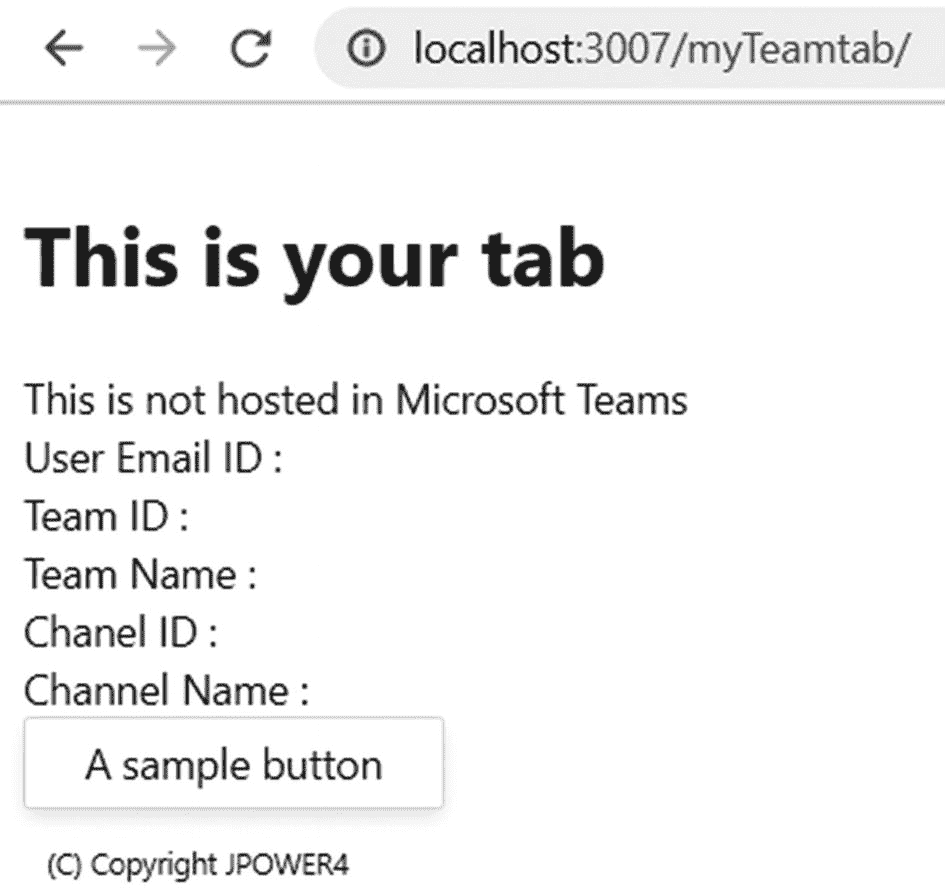 localhost:3007/myTeamtab/
This is your tab
This is not hosted in Microsoft Teams
User Email ID :
Team ID :
Team Name :
Chanel ID :
Channel Name :
A sample button
(C) Copyright JPOWER4